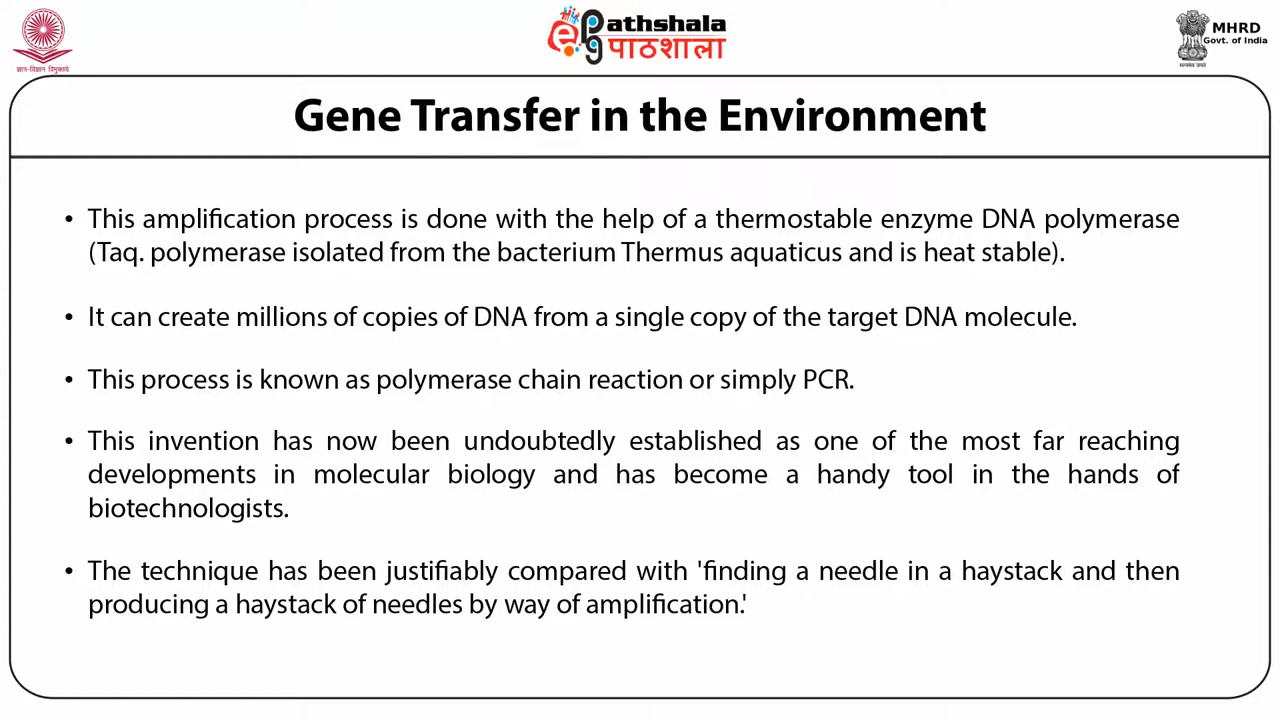 ज्ञान-विज्ञान विमुक्तये
ePG Pathshala
पाठशाला
सत्यमेव जयते
MHRD
Govt. of India
Gene Transfer in the Environment
• This amplification process is done with the help of a thermostable enzyme DNA polymerase
(Taq. polymerase isolated from the bacterium Thermus aquaticus and is heat stable).
• It can create millions of copies of DNA from a single copy of the target DNA molecule.
• This process is known as polymerase chain reaction or simply PCR.
• This invention has now been undoubtedly established as one of the most far reaching
developments in molecular biology and has become a handy tool in the hands of
biotechnologists.
• The technique has been justifiably compared with 'finding a needle in a haystack and then
producing a haystack of needles by way of amplification.'